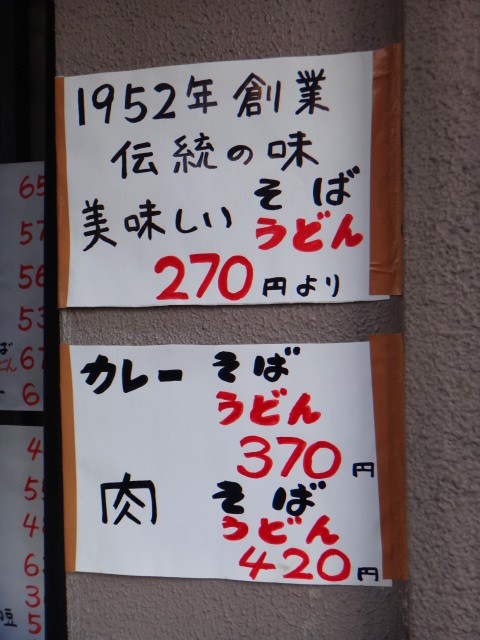 1952年 創業
伝統の味
美味しい そば
うどん
270円より
カレー そば
うどん
370円
肉 そば
うどん
420円